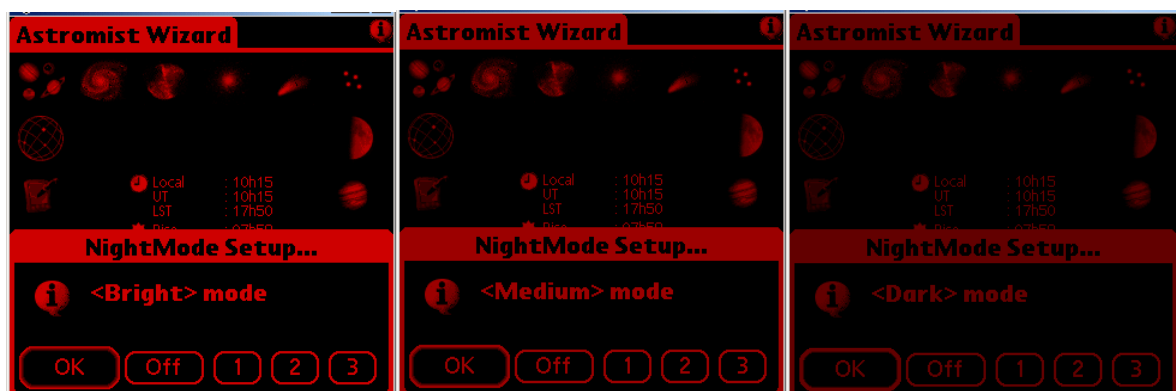 Astromist Wizard
Local : 10h15
UT : 10h15
LST : 17h50
Rise : 07h50
NightMode Setup...
<Bright> mode
OK Off 1 2 3
Astromist Wizard
Local : 10h15
UT : 10h15
LST : 17h50
NightMode Setup...
<Medium> mode
OK Off 1 2 3
Astromist Wizard
Local : 10h15
UT : 10h15
LST : 17h50
NightMode Setup...
<Dark> mode
OK Off 1 2 3